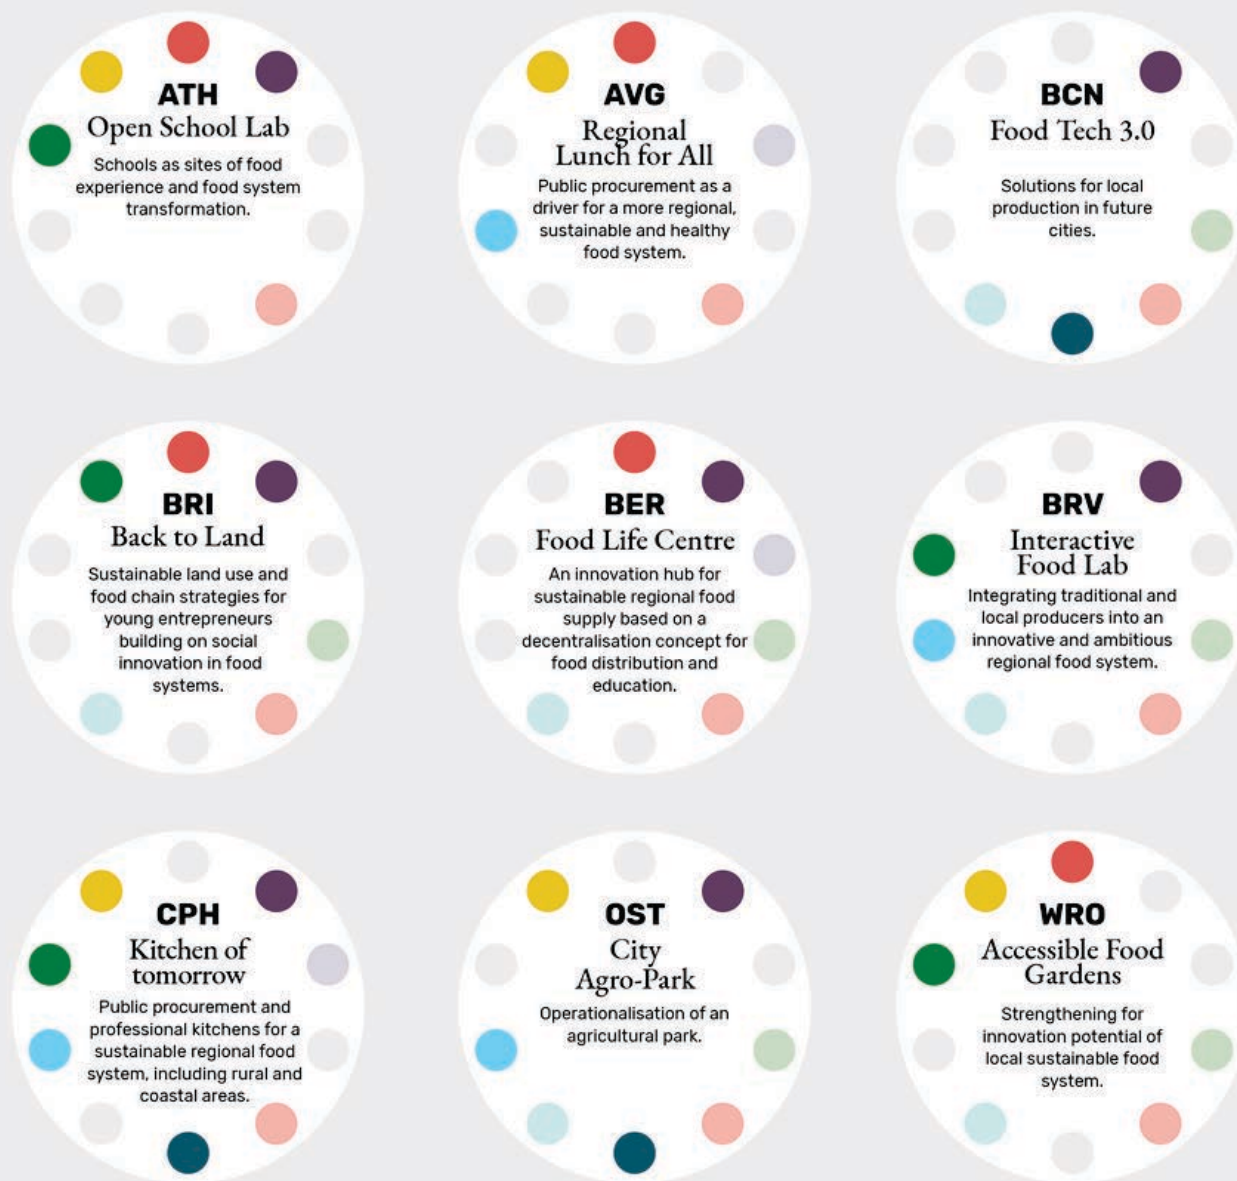 ATH
Open School Lab
Schools as sites of food
experience and food system
transformation.
AVG
Regional
Lunch for All
Public procurement as a
driver for a more regional,
sustainable and healthy
food system.
BCN
Food Tech 3.0
Solutions for local
production in future
cities.
BRI
Back to Land
Sustainable land use and
food chain strategies for
young entrepreneurs
building on social
innovation in food
systems.
BER
Food Life Centre
An innovation hub for
sustainable regional food
supply based on a
decentralisation concept for
food distribution and
education.
BRV
Interactive
Food Lab
Integrating traditional and
local producers into an
innovative and ambitious
regional food system.
CPH
Kitchen of
tomorrow
Public procurement and
professional kitchens for a
sustainable regional food
system, including rural and
coastal areas.
OST
City
Agro-Park
Operationalisation of an
agricultural park.
WRO
Accessible Food
Gardens
Strengthening for
innovation potential of
local sustainable food
system.